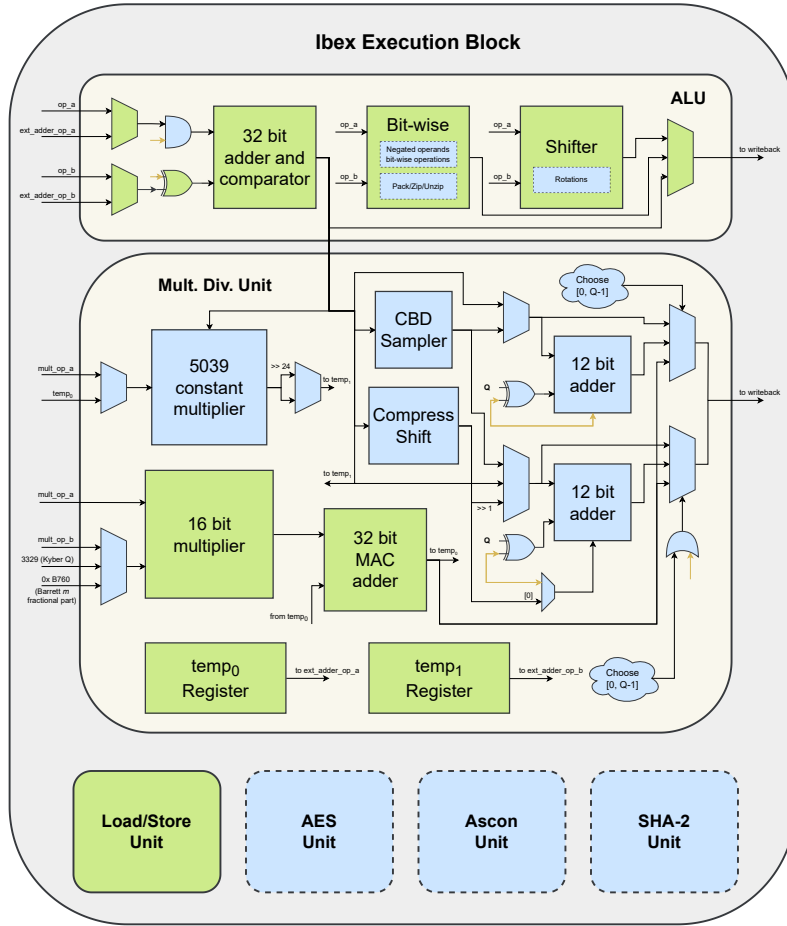 Ibex Execution Block
ALU
op_a
ext_adder_op_a
op_b
ext_adder_op_b
32 bit
adder and
comparator
op_a
op_b
Bit-wise
Negated operands
bit-wise operations
Pack/Zip/Unzip
op_a
op_b
Shifter
Rotations
to writeback
Mult. Div. Unit
Choose
[0, Q-1]
mult_op_a
temp₀
5039
constant
multiplier
>> 24
to temp₁
CBD
Sampler
Compress
Shift
Q
12 bit
adder
to writeback
to temp₁
>> 1
12 bit
adder
Q
[0]
mult_op_a
mult_op_b
3329 (Kyber Q)
0x B760
(Barrett m
fractional part)
16 bit
multiplier
32 bit
MAC
adder
to temp₀
from temp₀
temp₀
Register
to ext_adder_op_a
temp₁
Register
to ext_adder_op_b
Choose
[0, Q-1]
Load/Store
Unit
AES
Unit
Ascon
Unit
SHA-2
Unit